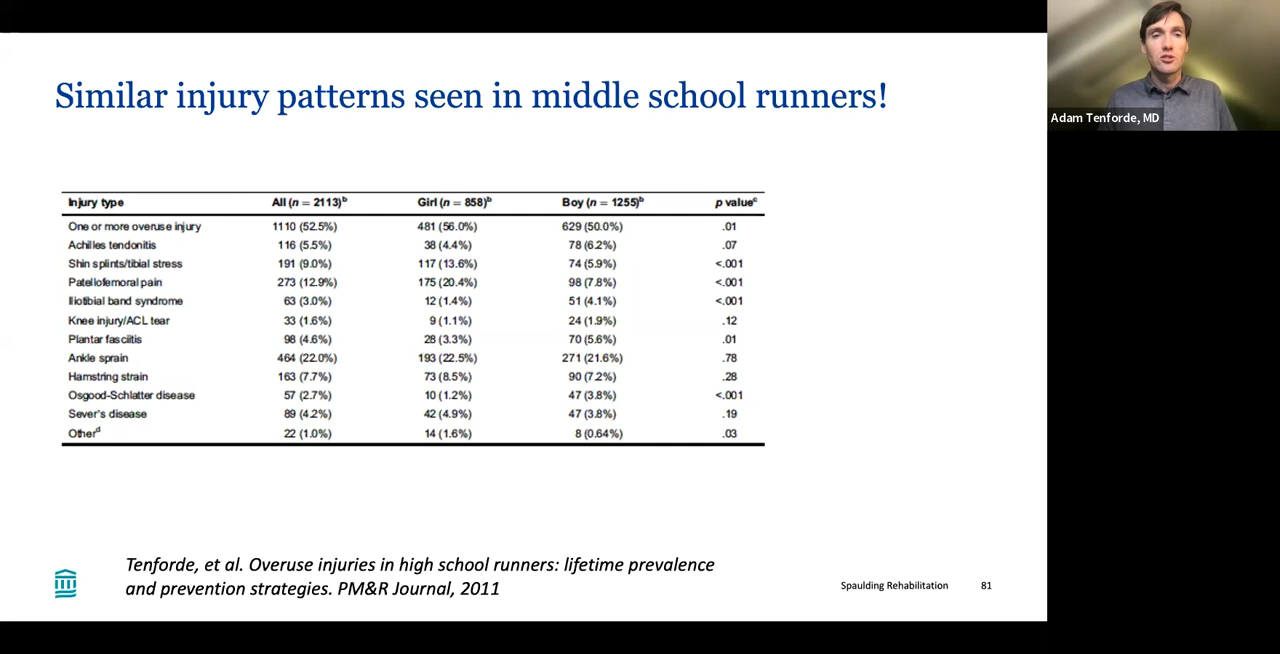 Similar injury patterns seen in middle school runners!
Adam Tenforde, MD
Injury type All (n = 2113)b Girl (n = 858)b Boy (n = 1255)b p valuec
One or more overuse injury 1110 (52.5%) 481 (56.0%) 629 (50.0%) .01
Achilles tendonitis 116 (5.5%) 38 (4.4%) 78 (6.2%) .07
Shin splints/tibial stress 191 (9.0%) 117 (13.6%) 74 (5.9%) <.001
Patellofemoral pain 273 (12.9%) 175 (20.4%) 98 (7.8%) <.001
Iliotibial band syndrome 63 (3.0%) 12 (1.4%) 51 (4.1%) <.001
Knee injury/ACL tear 33 (1.6%) 9 (1.1%) 24 (1.9%) .12
Plantar fasciitis 98 (4.6%) 28 (3.3%) 70 (5.6%) .01
Ankle sprain 464 (22.0%) 193 (22.5%) 271 (21.6%) .78
Hamstring strain 163 (7.7%) 73 (8.5%) 90 (7.2%) .28
Osgood-Schlatter disease 57 (2.7%) 10 (1.2%) 47 (3.8%) <.001
Sever's disease 89 (4.2%) 42 (4.9%) 47 (3.8%) .19
Otherd 22 (1.0%) 14 (1.6%) 8 (0.64%) .03
Tenforde, et al. Overuse injuries in high school runners: lifetime prevalence
and prevention strategies. PM&R Journal, 2011
Spaulding Rehabilitation 81